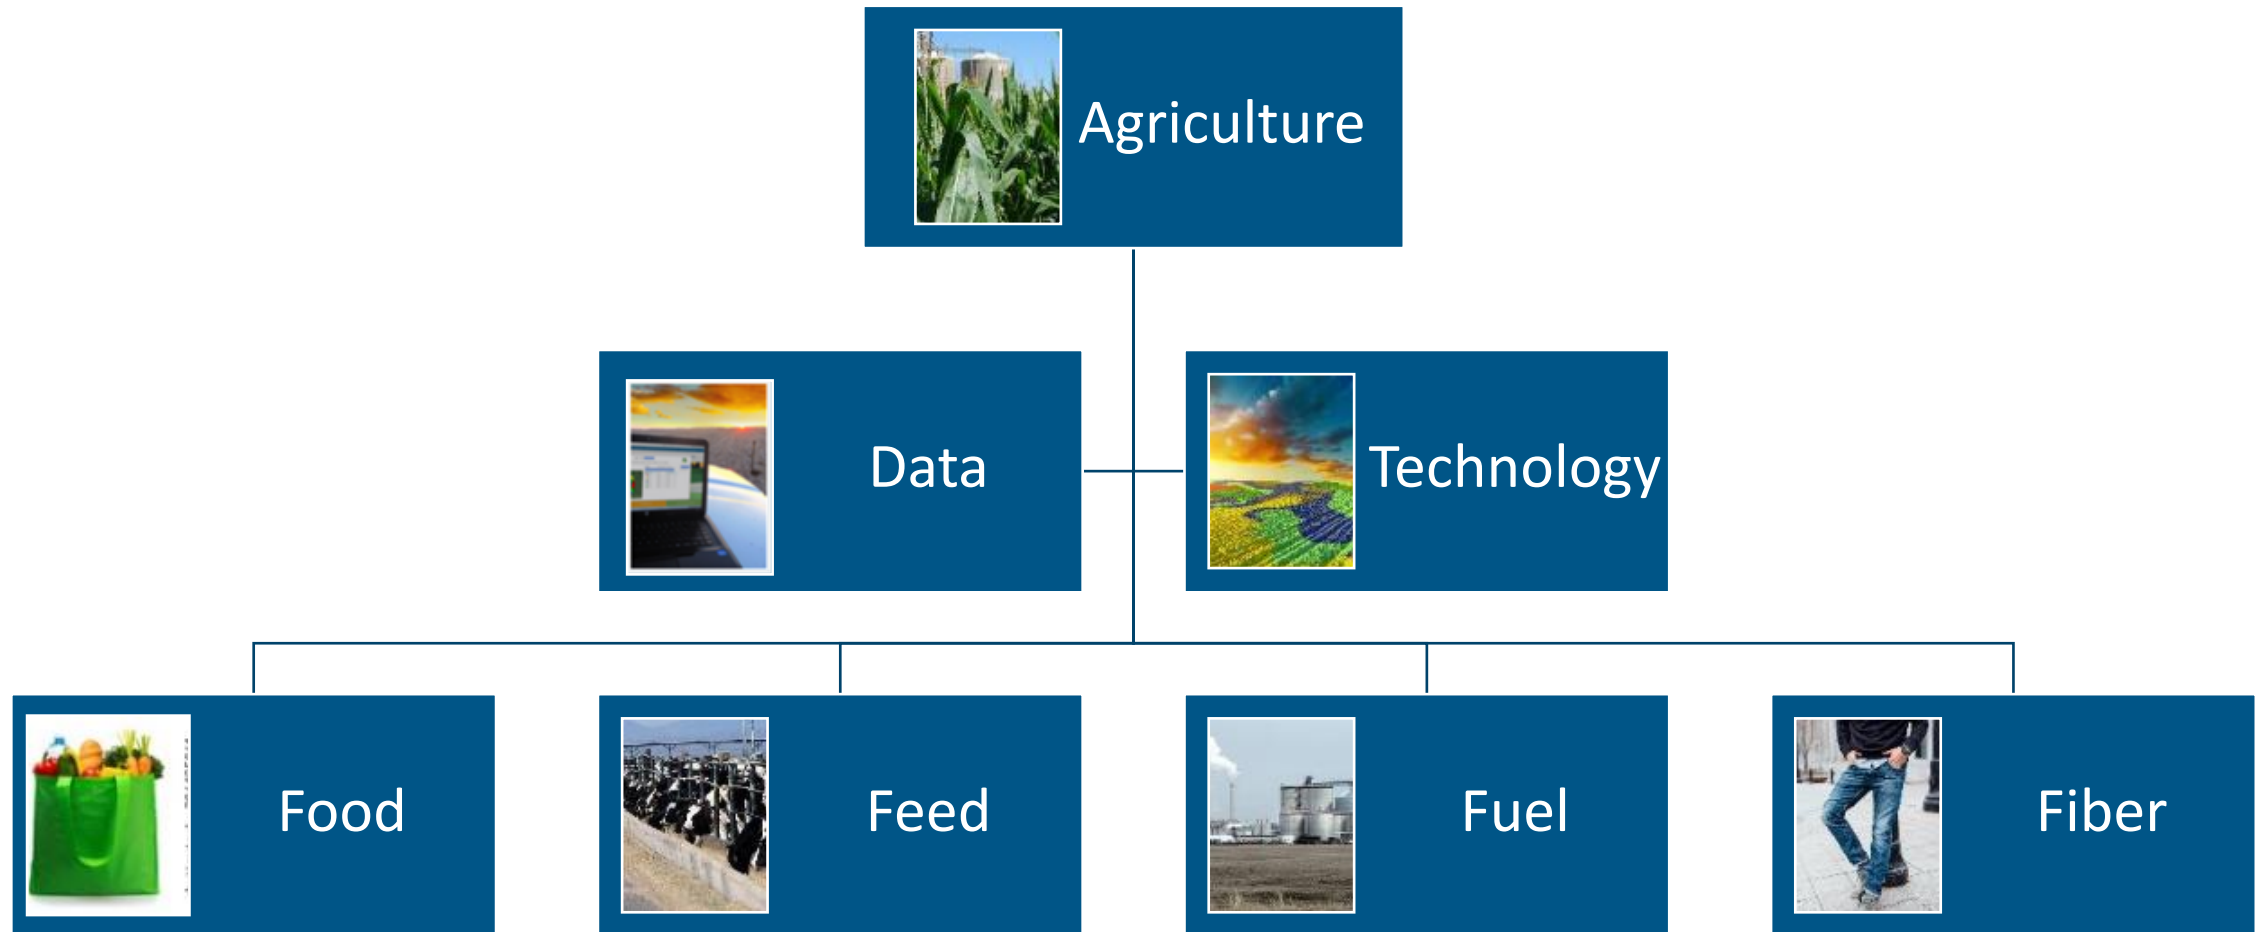 Agriculture
Data
Technology
Food
Feed
Fuel
Fiber